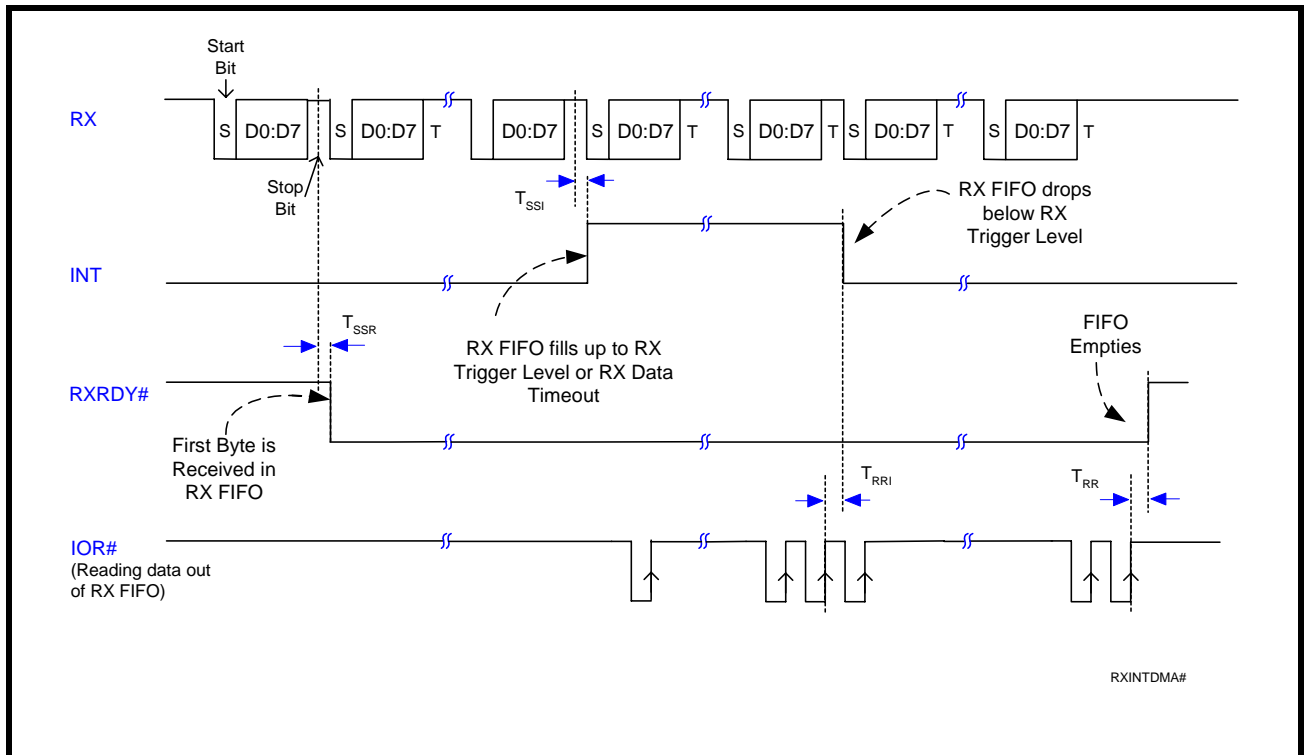 Start
Bit
RX
S D0:D7 S D0:D7 T D0:D7 S D0:D7 T D0:D7 T S D0:D7 T S D0:D7 T
Stop
Bit
TSSI
RX FIFO drops
below RX
Trigger Level
INT
TSSR
RX FIFO fills up to RX
Trigger Level or RX Data
Timeout
FIFO
Empties
RXRDY#
First Byte is
Received in
RX FIFO
TRRI
TRR
IOR#
(Reading data out
of RX FIFO)
RXINTDMA#